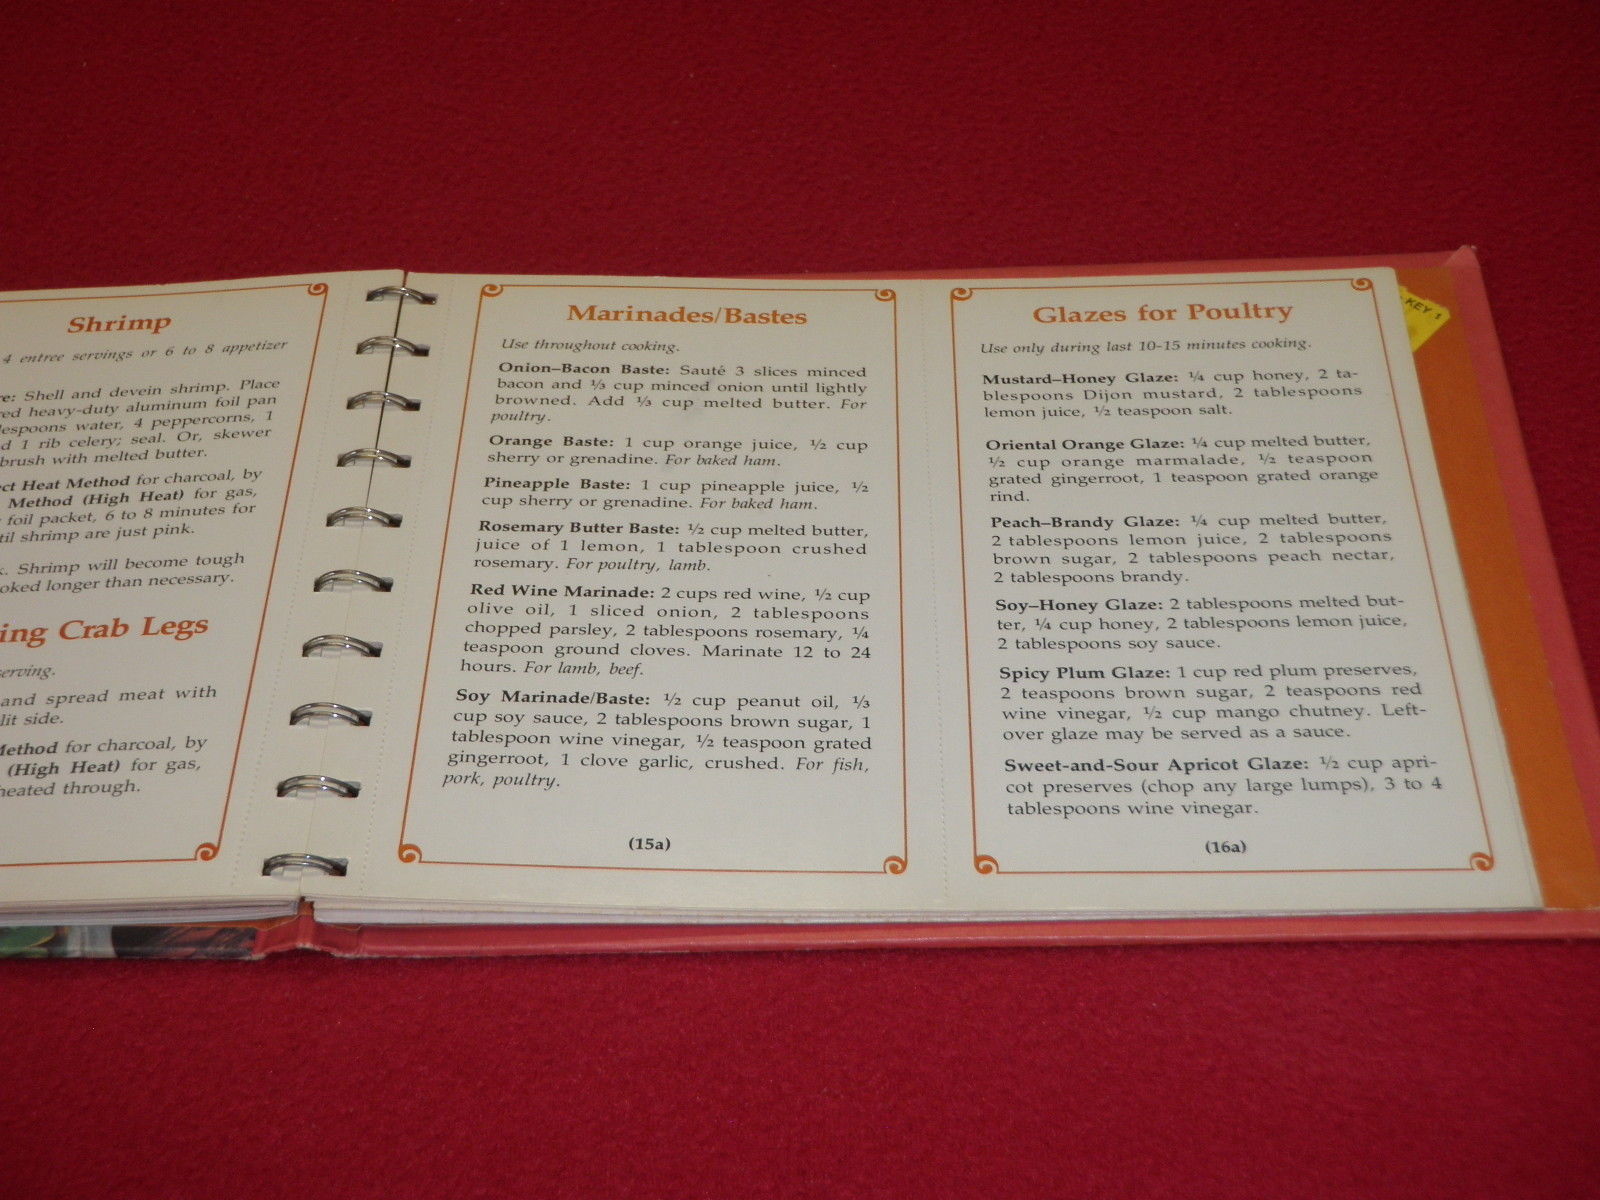 Shrimp
4 entree servings or 6 to 8 appetizer
Shell and devein shrimp. Place
heavy-duty aluminum foil pan
water, 4 peppercorns, 1
1 rib celery; seal. Or, skewer
brush with melted butter.
Heat Method for charcoal, by
Method (High Heat) for gas,
foil packet, 6 to 8 minutes for
shrimp are just pink.
Shrimp will become tough
longer than necessary.
Crab Legs
serving.
and spread meat with
side.
Method for charcoal, by
(High Heat) for gas,
heated through.
Marinades/Bastes
Use throughout cooking.
Onion–Bacon Baste: Sauté 3 slices minced
bacon and ⅓ cup minced onion until lightly
browned. Add ⅓ cup melted butter. For
poultry.
Orange Baste: 1 cup orange juice, ½ cup
sherry or grenadine. For baked ham.
Pineapple Baste: 1 cup pineapple juice, ½
cup sherry or grenadine. For baked ham.
Rosemary Butter Baste: ½ cup melted butter,
juice of 1 lemon, 1 tablespoon crushed
rosemary. For poultry, lamb.
Red Wine Marinade: 2 cups red wine, ½ cup
olive oil, 1 sliced onion, 2 tablespoons
chopped parsley, 2 tablespoons rosemary, ¼
teaspoon ground cloves. Marinate 12 to 24
hours. For lamb, beef.
Soy Marinade/Baste: ½ cup peanut oil, ⅓
cup soy sauce, 2 tablespoons brown sugar, 1
tablespoon wine vinegar, ½ teaspoon grated
gingerroot, 1 clove garlic, crushed. For fish,
pork, poultry.
(15a)
Glazes for Poultry
Use only during last 10-15 minutes cooking.
Mustard–Honey Glaze: ¼ cup honey, 2 ta-
blespoons Dijon mustard, 2 tablespoons
lemon juice, ½ teaspoon salt.
Oriental Orange Glaze: ¼ cup melted butter,
½ cup orange marmalade, ½ teaspoon
grated gingerroot, 1 teaspoon grated orange
rind.
Peach–Brandy Glaze: ¼ cup melted butter,
2 tablespoons lemon juice, 2 tablespoons
brown sugar, 2 tablespoons peach nectar,
2 tablespoons brandy.
Soy–Honey Glaze: 2 tablespoons melted but-
ter, ¼ cup honey, 2 tablespoons lemon juice,
2 tablespoons soy sauce.
Spicy Plum Glaze: 1 cup red plum preserves,
2 teaspoons brown sugar, 2 teaspoons red
wine vinegar, ½ cup mango chutney. Left-
over glaze may be served as a sauce.
Sweet-and-Sour Apricot Glaze: ½ cup apri-
cot preserves (chop any large lumps), 3 to 4
tablespoons wine vinegar.
(16a)
KEY 1